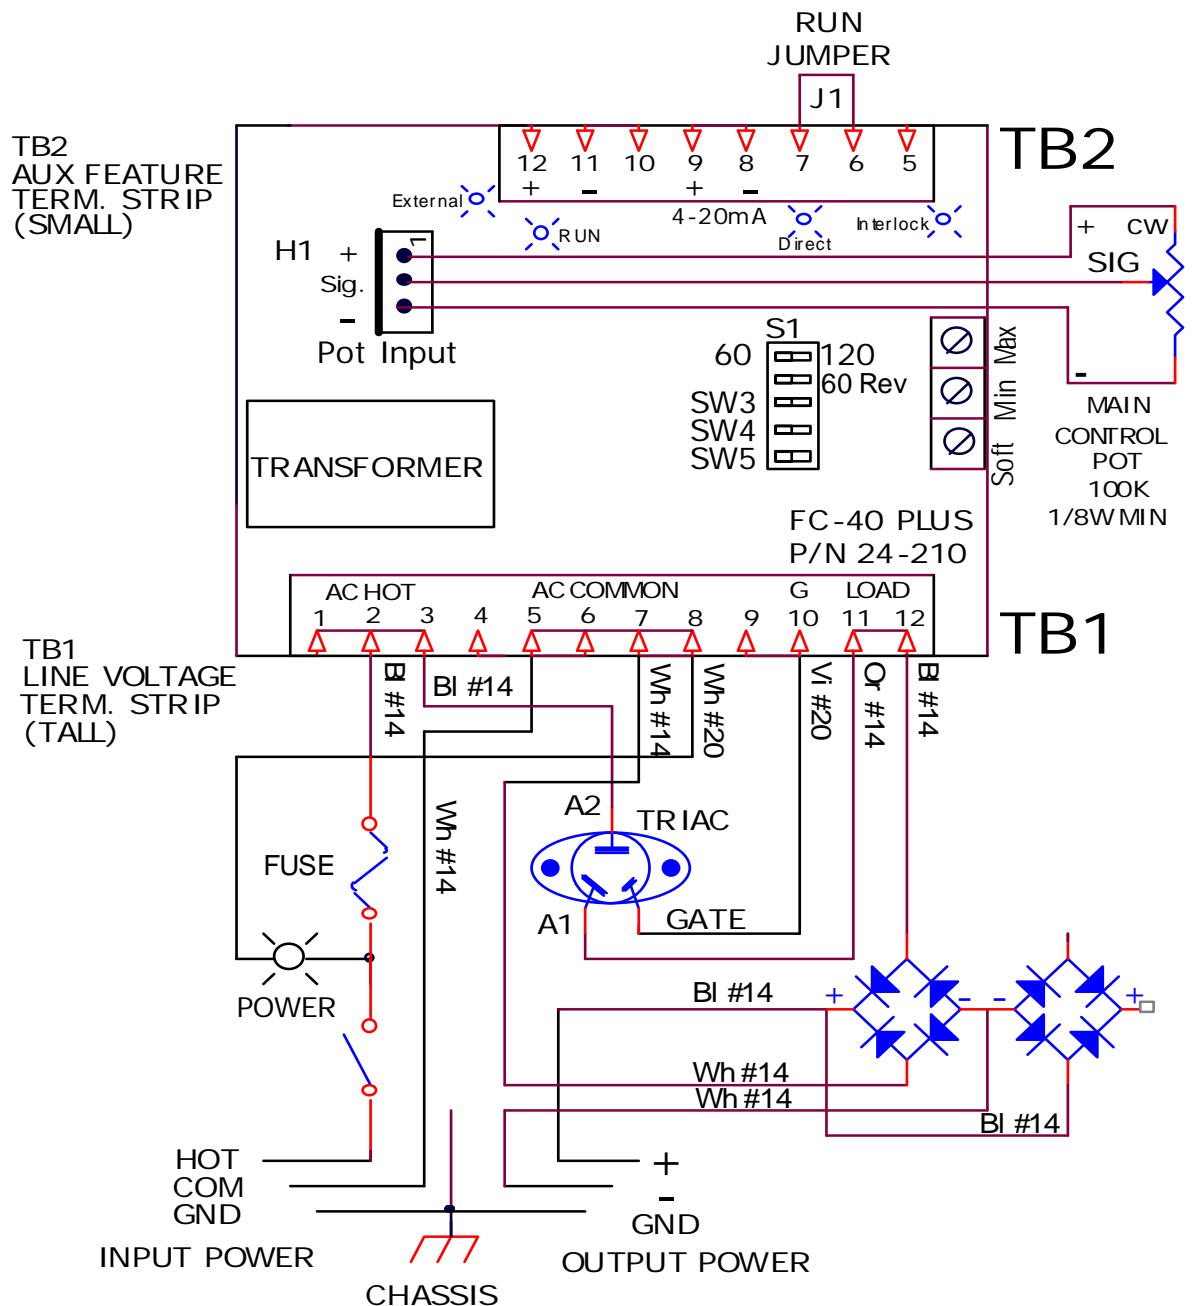 RUN
JUMPER
J1
TB2
AUX FEATURE
TERM. STRIP
(SMALL)
12 11 10 9 8 7 6 5
+ - + -
4-20mA
TB2
External
RUN
Direct
Interlock
H1
+
Sig.
-
1
Pot Input
+ CW
SIG
-
MAIN
CONTROL
POT
100K
1/8W MIN
S1
60 120
60 Rev
SW3
SW4
SW5
Max
Min
Soft
TRANSFORMER
FC-40 PLUS
P/N 24-210
AC HOT AC COMMON G LOAD
1 2 3 4 5 6 7 8 9 10 11 12
TB1
TB1
LINE VOLTAGE
TERM. STRIP
(TALL)
Bl #14
Bl #14
Wh #14
Wh #20
Vi #20
Or #14
Bl #14
Wh #14
A2
TRIAC
A1
GATE
FUSE
POWER
Bl #14
+ - - +
Wh #14
Wh #14
Bl #14
HOT
COM
GND
INPUT POWER
CHASSIS
+
-
GND
OUTPUT POWER